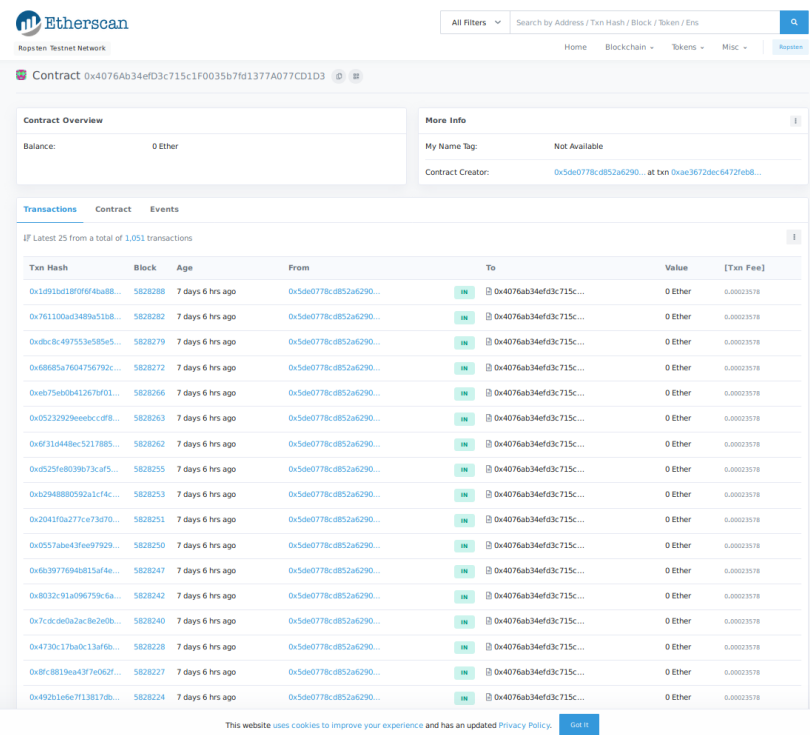 Etherscan
All Filters Search by Address / Txn Hash / Block / Token / Ens
Ropsten Testnet Network
Home Blockchain Tokens Misc Ropsten
Contract 0x4076Ab34efD3c715c1F0035b7fd1377A077CD1D3
Contract Overview
More Info
Balance: 0 Ether
My Name Tag: Not Available
Contract Creator: 0x5de0778cd852a6290... at txn 0xae3672dec6472feb8...
Transactions Contract Events
Latest 25 from a total of 1,051 transactions
Txn Hash Block Age From To Value [Txn Fee]
0x1d91bd18f0f6f4ba88... 5828288 7 days 6 hrs ago 0x5de0778cd852a6290... IN 0x4076ab34efd3c715c... 0 Ether 0.00023578
0x761100ad3489a51b8... 5828282 7 days 6 hrs ago 0x5de0778cd852a6290... IN 0x4076ab34efd3c715c... 0 Ether 0.00023578
0xdbc8c497553e585e5... 5828279 7 days 6 hrs ago 0x5de0778cd852a6290... IN 0x4076ab34efd3c715c... 0 Ether 0.00023578
0x68685a7604756792c... 5828272 7 days 6 hrs ago 0x5de0778cd852a6290... IN 0x4076ab34efd3c715c... 0 Ether 0.00023578
0xeb75eb0b41267bf01... 5828266 7 days 6 hrs ago 0x5de0778cd852a6290... IN 0x4076ab34efd3c715c... 0 Ether 0.00023578
0x05232929eeebccdf8... 5828263 7 days 6 hrs ago 0x5de0778cd852a6290... IN 0x4076ab34efd3c715c... 0 Ether 0.00023578
0x6f31d448ec5217885... 5828262 7 days 6 hrs ago 0x5de0778cd852a6290... IN 0x4076ab34efd3c715c... 0 Ether 0.00023578
0xd525fe8039b73caf5... 5828255 7 days 6 hrs ago 0x5de0778cd852a6290... IN 0x4076ab34efd3c715c... 0 Ether 0.00023578
0xb2948880592a1cf4c... 5828253 7 days 6 hrs ago 0x5de0778cd852a6290... IN 0x4076ab34efd3c715c... 0 Ether 0.00023578
0x2041f0a277ce73d70... 5828251 7 days 6 hrs ago 0x5de0778cd852a6290... IN 0x4076ab34efd3c715c... 0 Ether 0.00023578
0x0557abe43fee97929... 5828250 7 days 6 hrs ago 0x5de0778cd852a6290... IN 0x4076ab34efd3c715c... 0 Ether 0.00023578
0x6b3977694b815af4e... 5828247 7 days 6 hrs ago 0x5de0778cd852a6290... IN 0x4076ab34efd3c715c... 0 Ether 0.00023578
0x8032c91a096759c6a... 5828242 7 days 6 hrs ago 0x5de0778cd852a6290... IN 0x4076ab34efd3c715c... 0 Ether 0.00023578
0x7cdcde0a2ac8e2e0b... 5828240 7 days 6 hrs ago 0x5de0778cd852a6290... IN 0x4076ab34efd3c715c... 0 Ether 0.00023578
0x4730c17ba0c13af6b... 5828228 7 days 6 hrs ago 0x5de0778cd852a6290... IN 0x4076ab34efd3c715c... 0 Ether 0.00023578
0x8fc8819ea43f7e062f... 5828227 7 days 6 hrs ago 0x5de0778cd852a6290... IN 0x4076ab34efd3c715c... 0 Ether 0.00023578
0x492b1e6e7f13817db... 5828224 7 days 6 hrs ago 0x5de0778cd852a6290... IN 0x4076ab34efd3c715c... 0 Ether 0.00023578
This website uses cookies to improve your experience and has an updated Privacy Policy. Got It